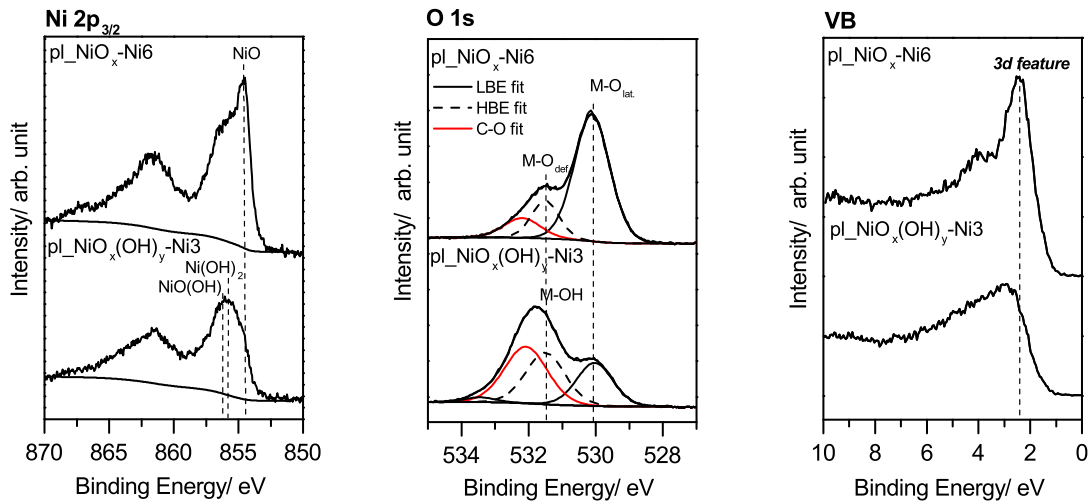 Ni 2p3/2
pl_NiOx-Ni6
NiO
pl_NiOx(OH)y-Ni3
Ni(OH)2
NiO(OH)
Intensity/ arb. unit
870 865 860 855 850
Binding Energy/ eV
O 1s
pl_NiOx-Ni6
LBE fit
HBE fit
C-O fit
M-Olat.
M-Odef
pl_NiOx(OH)y-Ni3
M-OH
Intensity/ arb. unit
534 532 530 528
Binding Energy/ eV
VB
pl_NiOx-Ni6
3d feature
pl_NiOx(OH)y-Ni3
Intensity/ arb. unit
10 8 6 4 2 0
Binding Energy/ eV